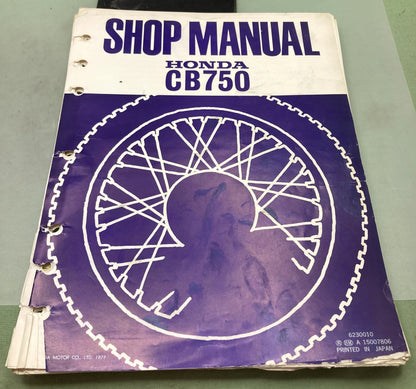 SHOP MANUAL
HONDA
CB750
MOTOR CO., LTD. 1977
6230010
A 15007806
PRINTED IN JAPAN